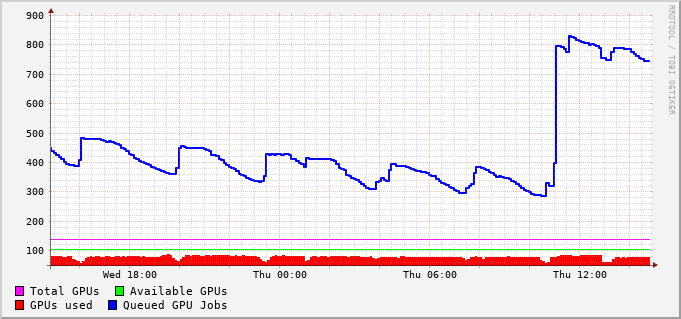 900
800
700
600
500
400
300
200
100
Wed 18:00 Thu 00:00 Thu 06:00 Thu 12:00
Total GPUs Available GPUs
GPUs used Queued GPU Jobs
RRDTOOL / TOBI OETIKER